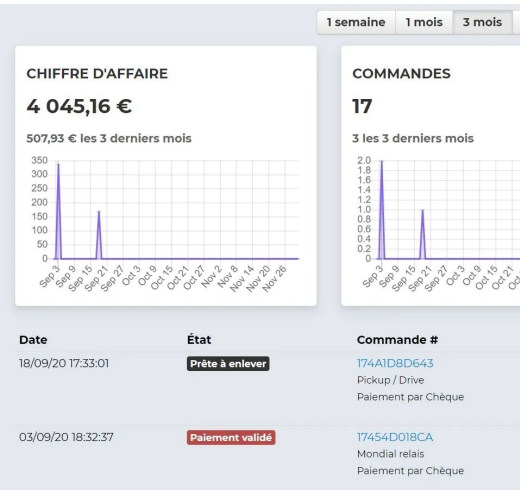 1 semaine 1 mois 3 mois
CHIFFRE D'AFFAIRE
4 045,16 €
507,93 € les 3 derniers mois
350
300
250
200
150
100
50
0
Sep 3 Sep 9 Sep 15 Sep 21 Sep 27 Oct 3 Oct 9 Oct 15 Oct 21 Oct 27 Nov 2 Nov 8 Nov 14 Nov 20 Nov 26
COMMANDES
17
3 les 3 derniers mois
2.0
1.8
1.6
1.4
1.2
1.0
0.8
0.6
0.4
0.2
0
Sep 3 Sep 9 Sep 15 Sep 21 Sep 27 Oct 3 Oct 9 Oct 15 Oct 21
Date État Commande #
18/09/20 17:33:01 Prête à enlever 174A1D8D643
Pickup / Drive
Paiement par Chèque
03/09/20 18:32:37 Paiement validé 17454D018CA
Mondial relais
Paiement par Chèque